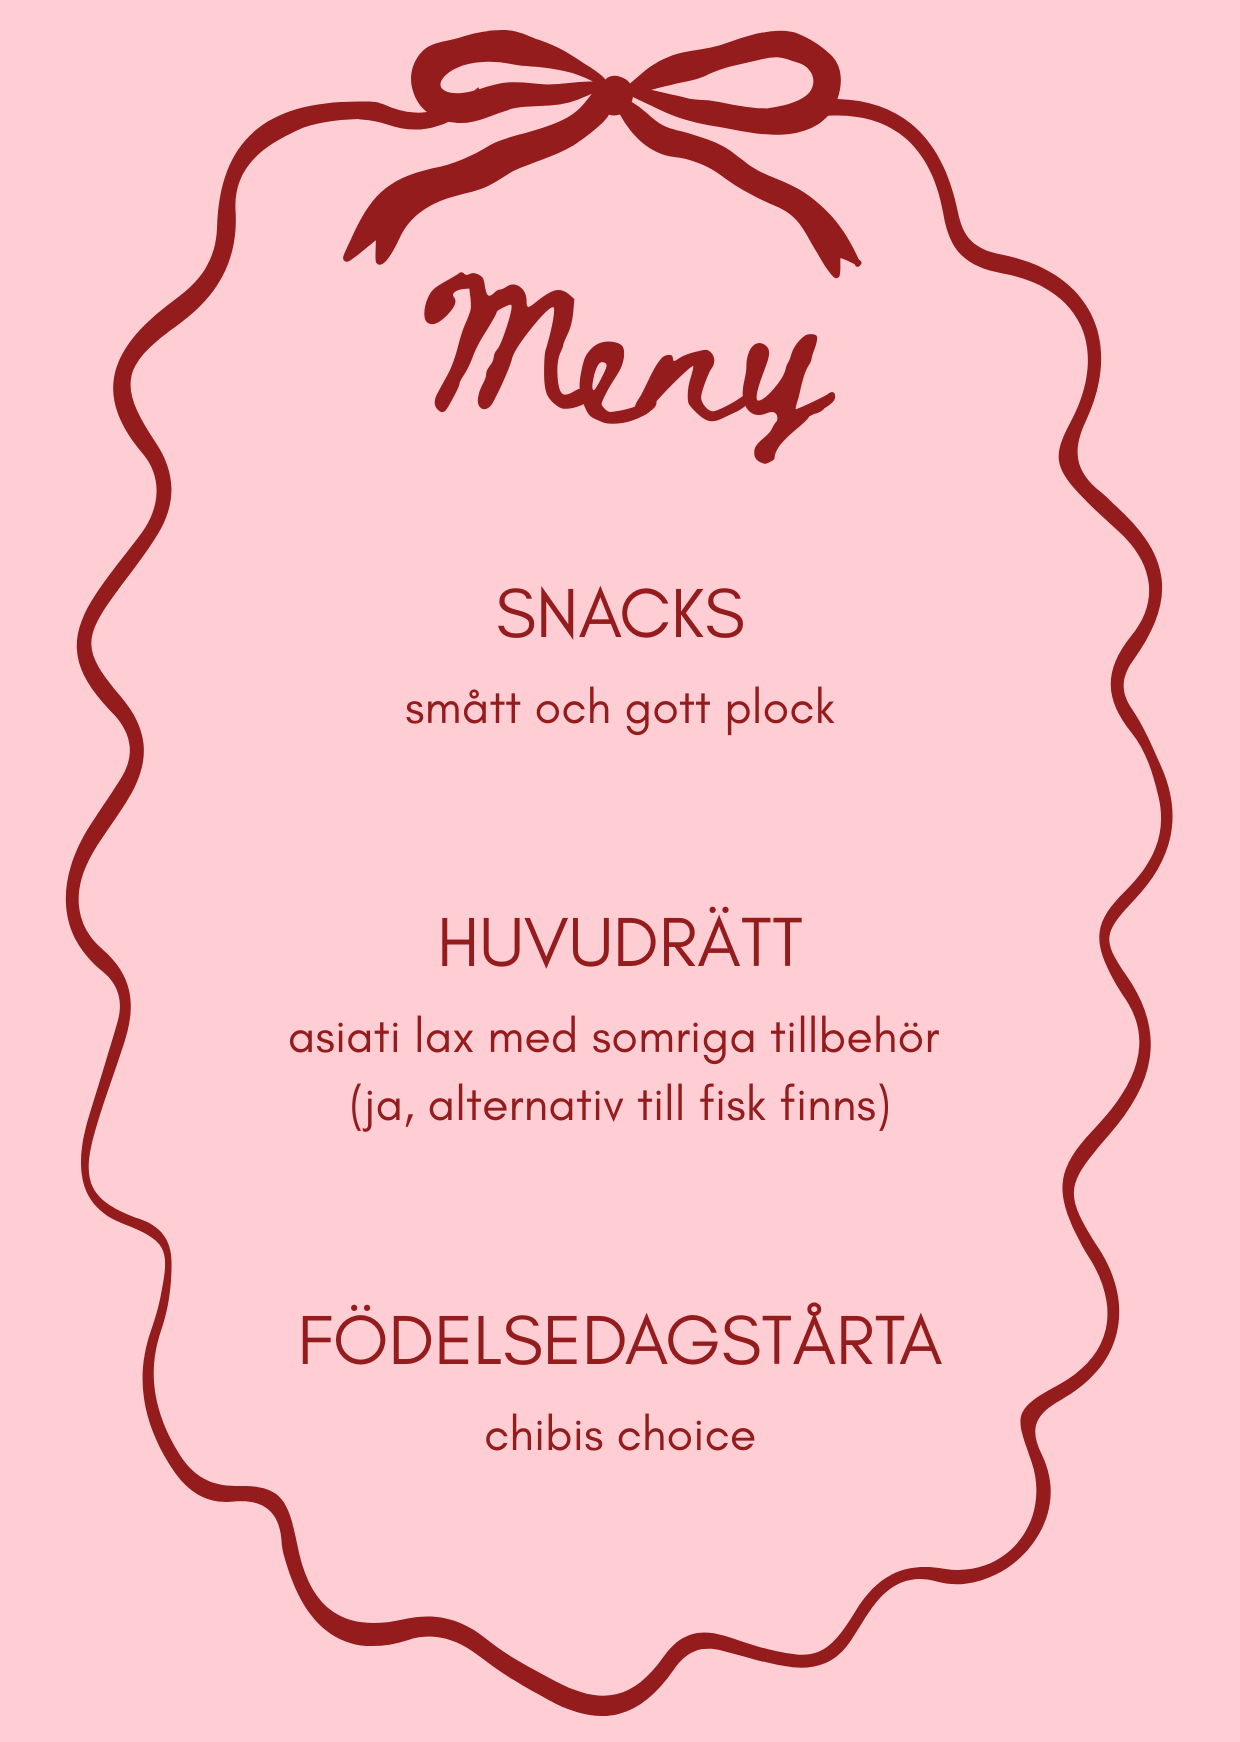 Meny
SNACKS
smått och gott plock
HUVUDRÄTT
asiati lax med somriga tillbehör
(ja, alternativ till fisk finns)
FÖDELSEDAGSTÅRTA
chibis choice